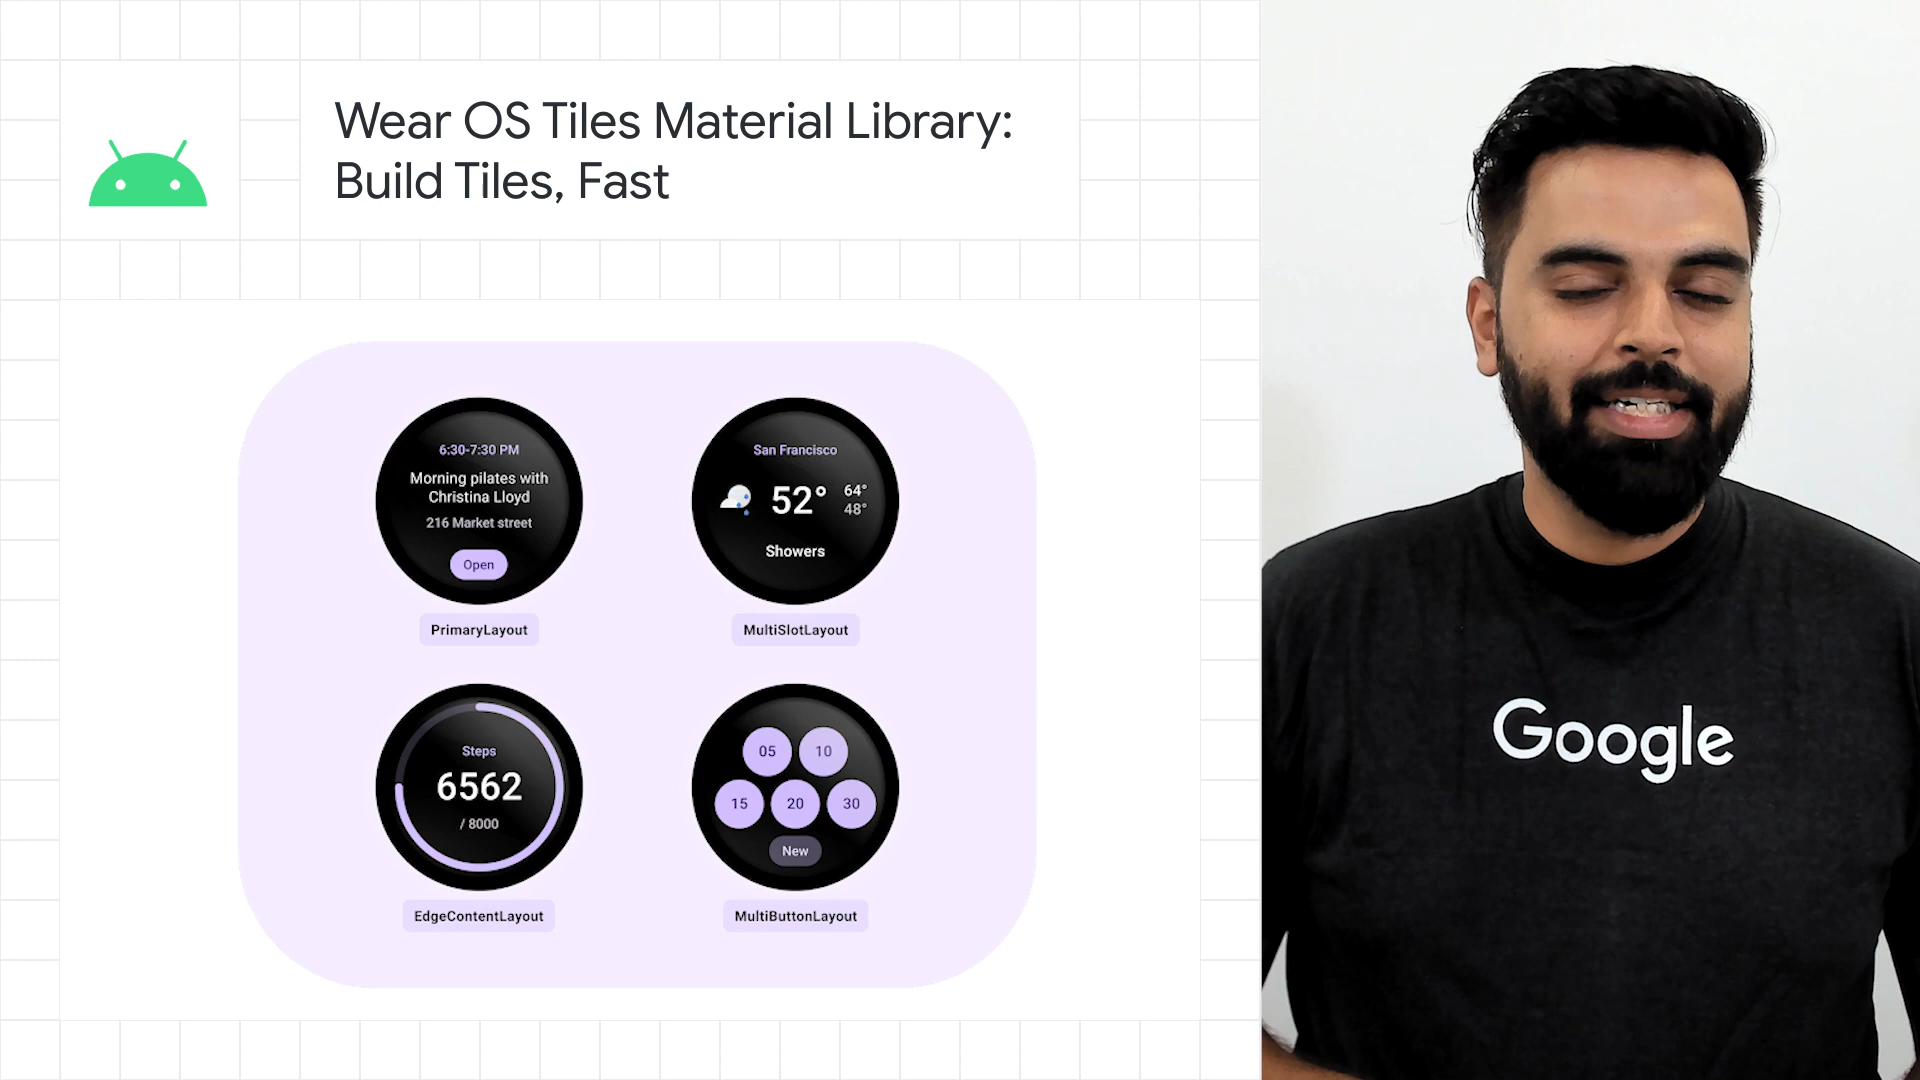 Wear OS Tiles Material Library:
Build Tiles, Fast
6:30-7:30 PM
Morning pilates with
Christina Lloyd
216 Market street
Open
PrimaryLayout
San Francisco
52° 64°
48°
Showers
MultiSlotLayout
Steps
6562
/ 8000
EdgeContentLayout
05 10
15 20 30
New
MultiButtonLayout
Google